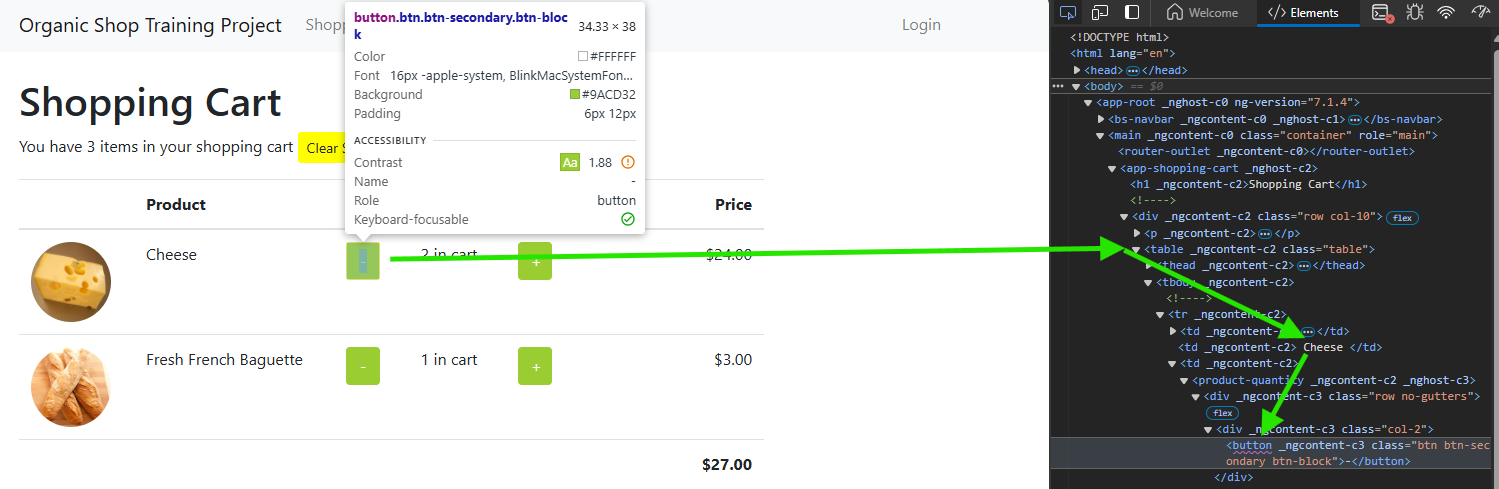 Organic Shop Training Project
Login
button.btn.btn-secondary.btn-bloc
k
34.33 × 38
Color #FFFFFF
Font 16px -apple-system, BlinkMacSystemFon...
Background #9ACD32
Padding 6px 12px
ACCESSIBILITY
Contrast Aa 1.88
Name -
Role button
Keyboard-focusable
Shopping Cart
You have 3 items in your shopping cart Clear
Product Price
Cheese - 2 in cart + $24.00
Fresh French Baguette - 1 in cart + $3.00
$27.00
Welcome </> Elements
<!DOCTYPE html>
<html lang="en">
<head> ••• </head>
••• <body> == $0
<app-root _nghost-c0 ng-version="7.1.4">
<bs-navbar _ngcontent-c0 _nghost-c1> ••• </bs-navbar>
<main _ngcontent-c0 class="container" role="main">
<router-outlet _ngcontent-c0></router-outlet>
<app-shopping-cart _nghost-c2>
<h1 _ngcontent-c2>Shopping Cart</h1>
<!---->
<div _ngcontent-c2 class="row col-10"> flex
<p _ngcontent-c2> ••• </p>
<table _ngcontent-c2 class="table">
<thead _ngcontent-c2> ••• </thead>
<tbody _ngcontent-c2>
<!---->
<tr _ngcontent-c2>
<td _ngcontent- ••• </td>
<td _ngcontent-c2> Cheese </td>
<td _ngcontent-c2>
<product-quantity _ngcontent-c2 _nghost-c3>
<div _ngcontent-c3 class="row no-gutters">
flex
<div _ngcontent-c3 class="col-2">
<button _ngcontent-c3 class="btn btn-sec
ondary btn-block">-</button>
</div>